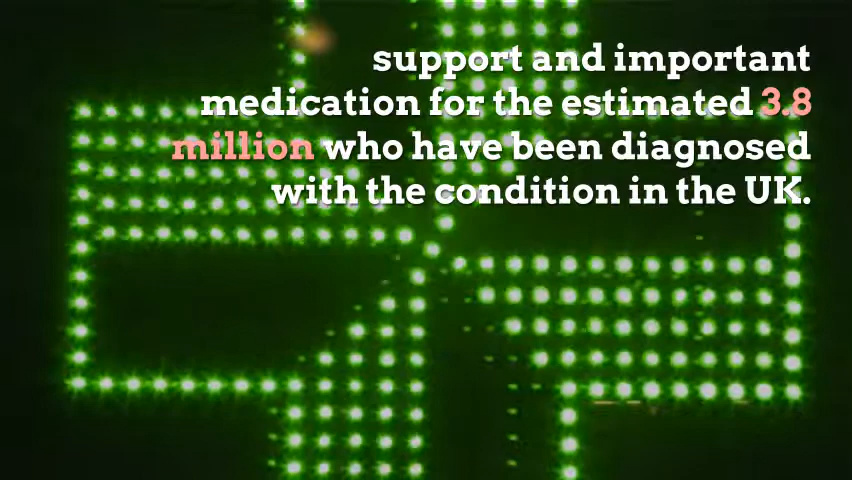 support and important
medication for the estimated 3.8
million who have been diagnosed
with the condition in the UK.